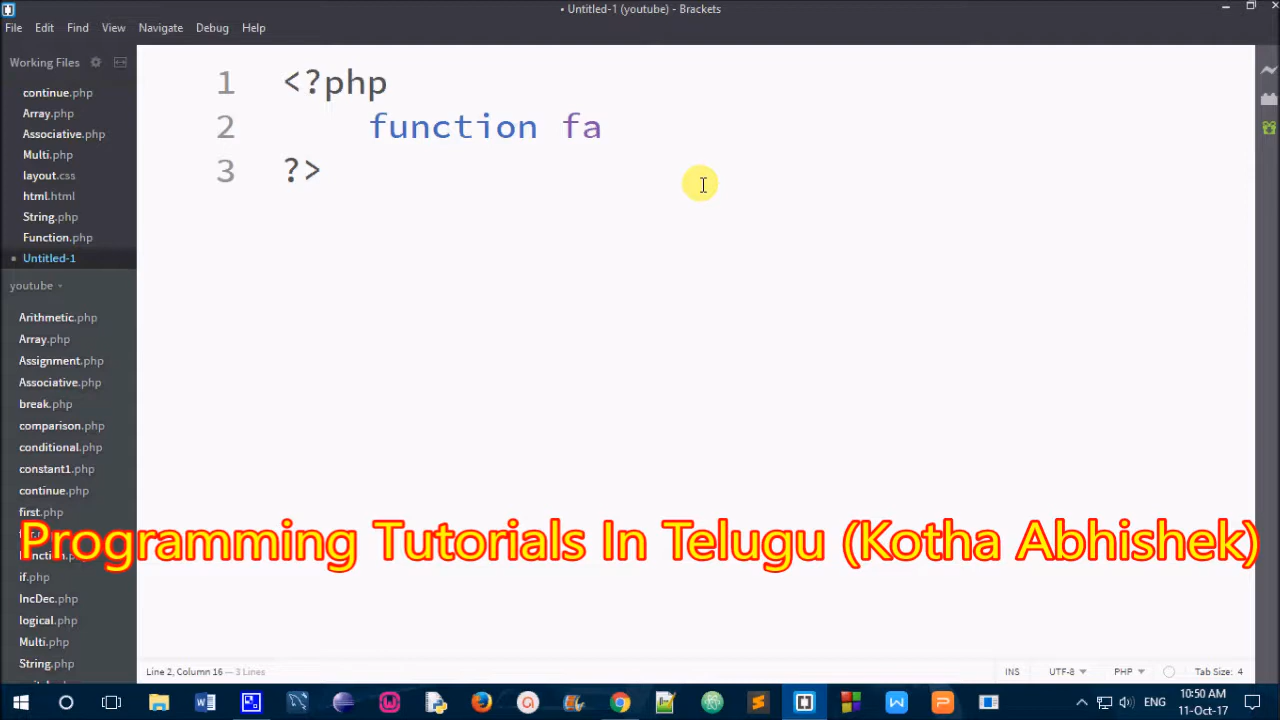 • Untitled-1 (youtube) - Brackets
File Edit Find View Navigate Debug Help
Working Files
continue.php
Array.php
Associative.php
Multi.php
layout.css
html.html
String.php
Function.php
• Untitled-1
youtube
Arithmetic.php
Array.php
Assignment.php
Associative.php
break.php
comparison.php
conditional.php
constant1.php
continue.php
first.php
if.php
IncDec.php
logical.php
Multi.php
String.php
1 <?php
2 function fa
3 ?>
Programming Tutorials In Telugu (Kotha Abhishek)
Line 2, Column 16 — 3 Lines
INS UTF-8 PHP Tab Size: 4
ENG
10:50 AM
11-Oct-17